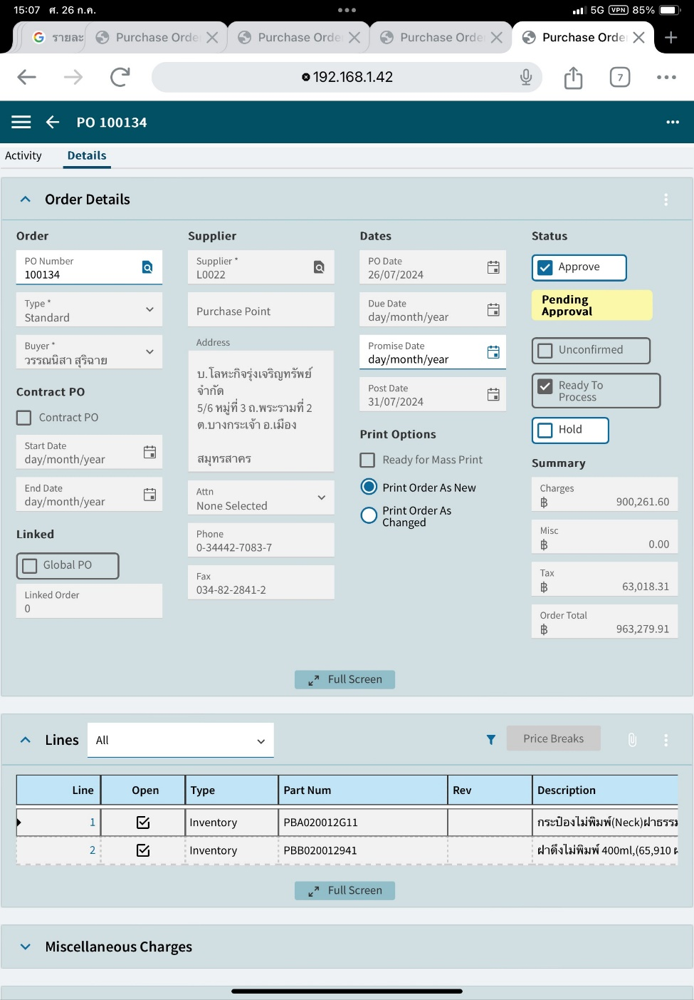 15:07 ศ. 26 ก.ค.
5G VPN 85%
รายละ
Purchase Orde
Purchase Orde
Purchase Orde
Purchase Orde
192.168.1.42
7
PO 100134
Activity Details
Order Details
Order
PO Number
100134
Type *
Standard
Buyer *
วรรณนิสา สุริฉาย
Contract PO
Contract PO
Start Date
day/month/year
End Date
day/month/year
Linked
Global PO
Linked Order
0
Supplier
Supplier *
L0022
Purchase Point
Address
บ.โลหะกิจรุ่งเจริญทรัพย์
จำกัด
5/6 หมู่ที่ 3 ถ.พระรามที่ 2
ต.บางกระเจ้า อ.เมือง
สมุทรสาคร
Attn
None Selected
Phone
0-34442-7083-7
Fax
034-82-2841-2
Dates
PO Date
26/07/2024
Due Date
day/month/year
Promise Date
day/month/year
Post Date
31/07/2024
Print Options
Ready for Mass Print
Print Order As New
Print Order As
Changed
Status
Approve
Pending
Approval
Unconfirmed
Ready To
Process
Hold
Summary
Charges
฿ 900,261.60
Misc
฿ 0.00
Tax
฿ 63,018.31
Order Total
฿ 963,279.91
Full Screen
Lines All Price Breaks
Line Open Type Part Num Rev Description
1 Inventory PBA020012G11 กระป๋องไม่พิมพ์(Neck)ฝาธรรม
2 Inventory PBB020012941 ฝาดึงไม่พิมพ์ 400ml,(65,910 ฝ
Full Screen
Miscellaneous Charges